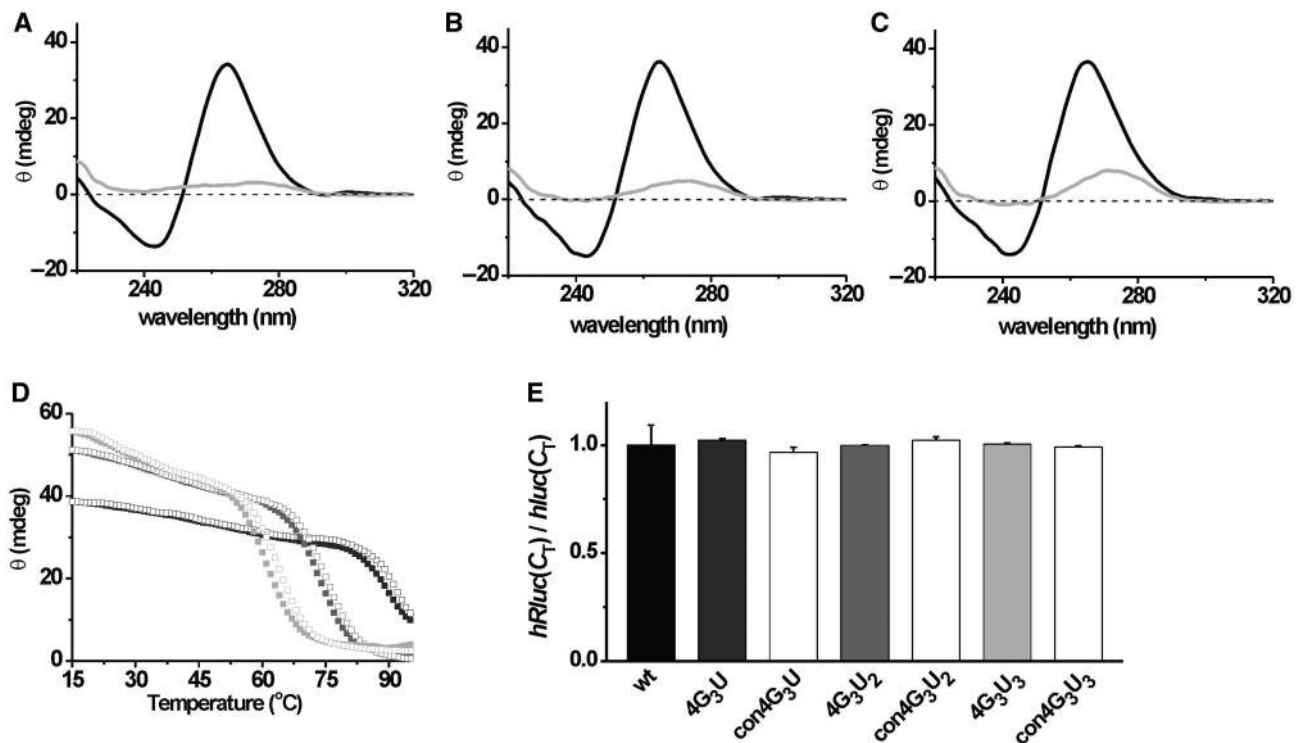 A
B
C
40
20
0
−20
θ (mdeg)
240
280
320
wavelength (nm)
40
20
0
−20
θ (mdeg)
240
280
320
wavelength (nm)
40
20
0
−20
θ (mdeg)
240
280
320
wavelength (nm)
D
60
40
20
0
θ (mdeg)
15
30
45
60
75
90
Temperature (°C)
E
1.0
0.5
0.0
hRluc(C_T) / hluc(C_T)
wt
4G₃U
con4G₃U
4G₃U₂
con4G₃U₂
4G₃U₃
con4G₃U₃